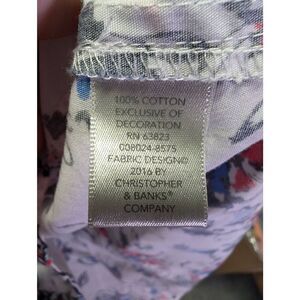 100% COTTON
EXCLUSIVE OF
DECORATION
RN 63823
008024-8575
FABRIC DESIGN©
2016 BY
CHRISTOPHER
& BANKS®
COMPANY